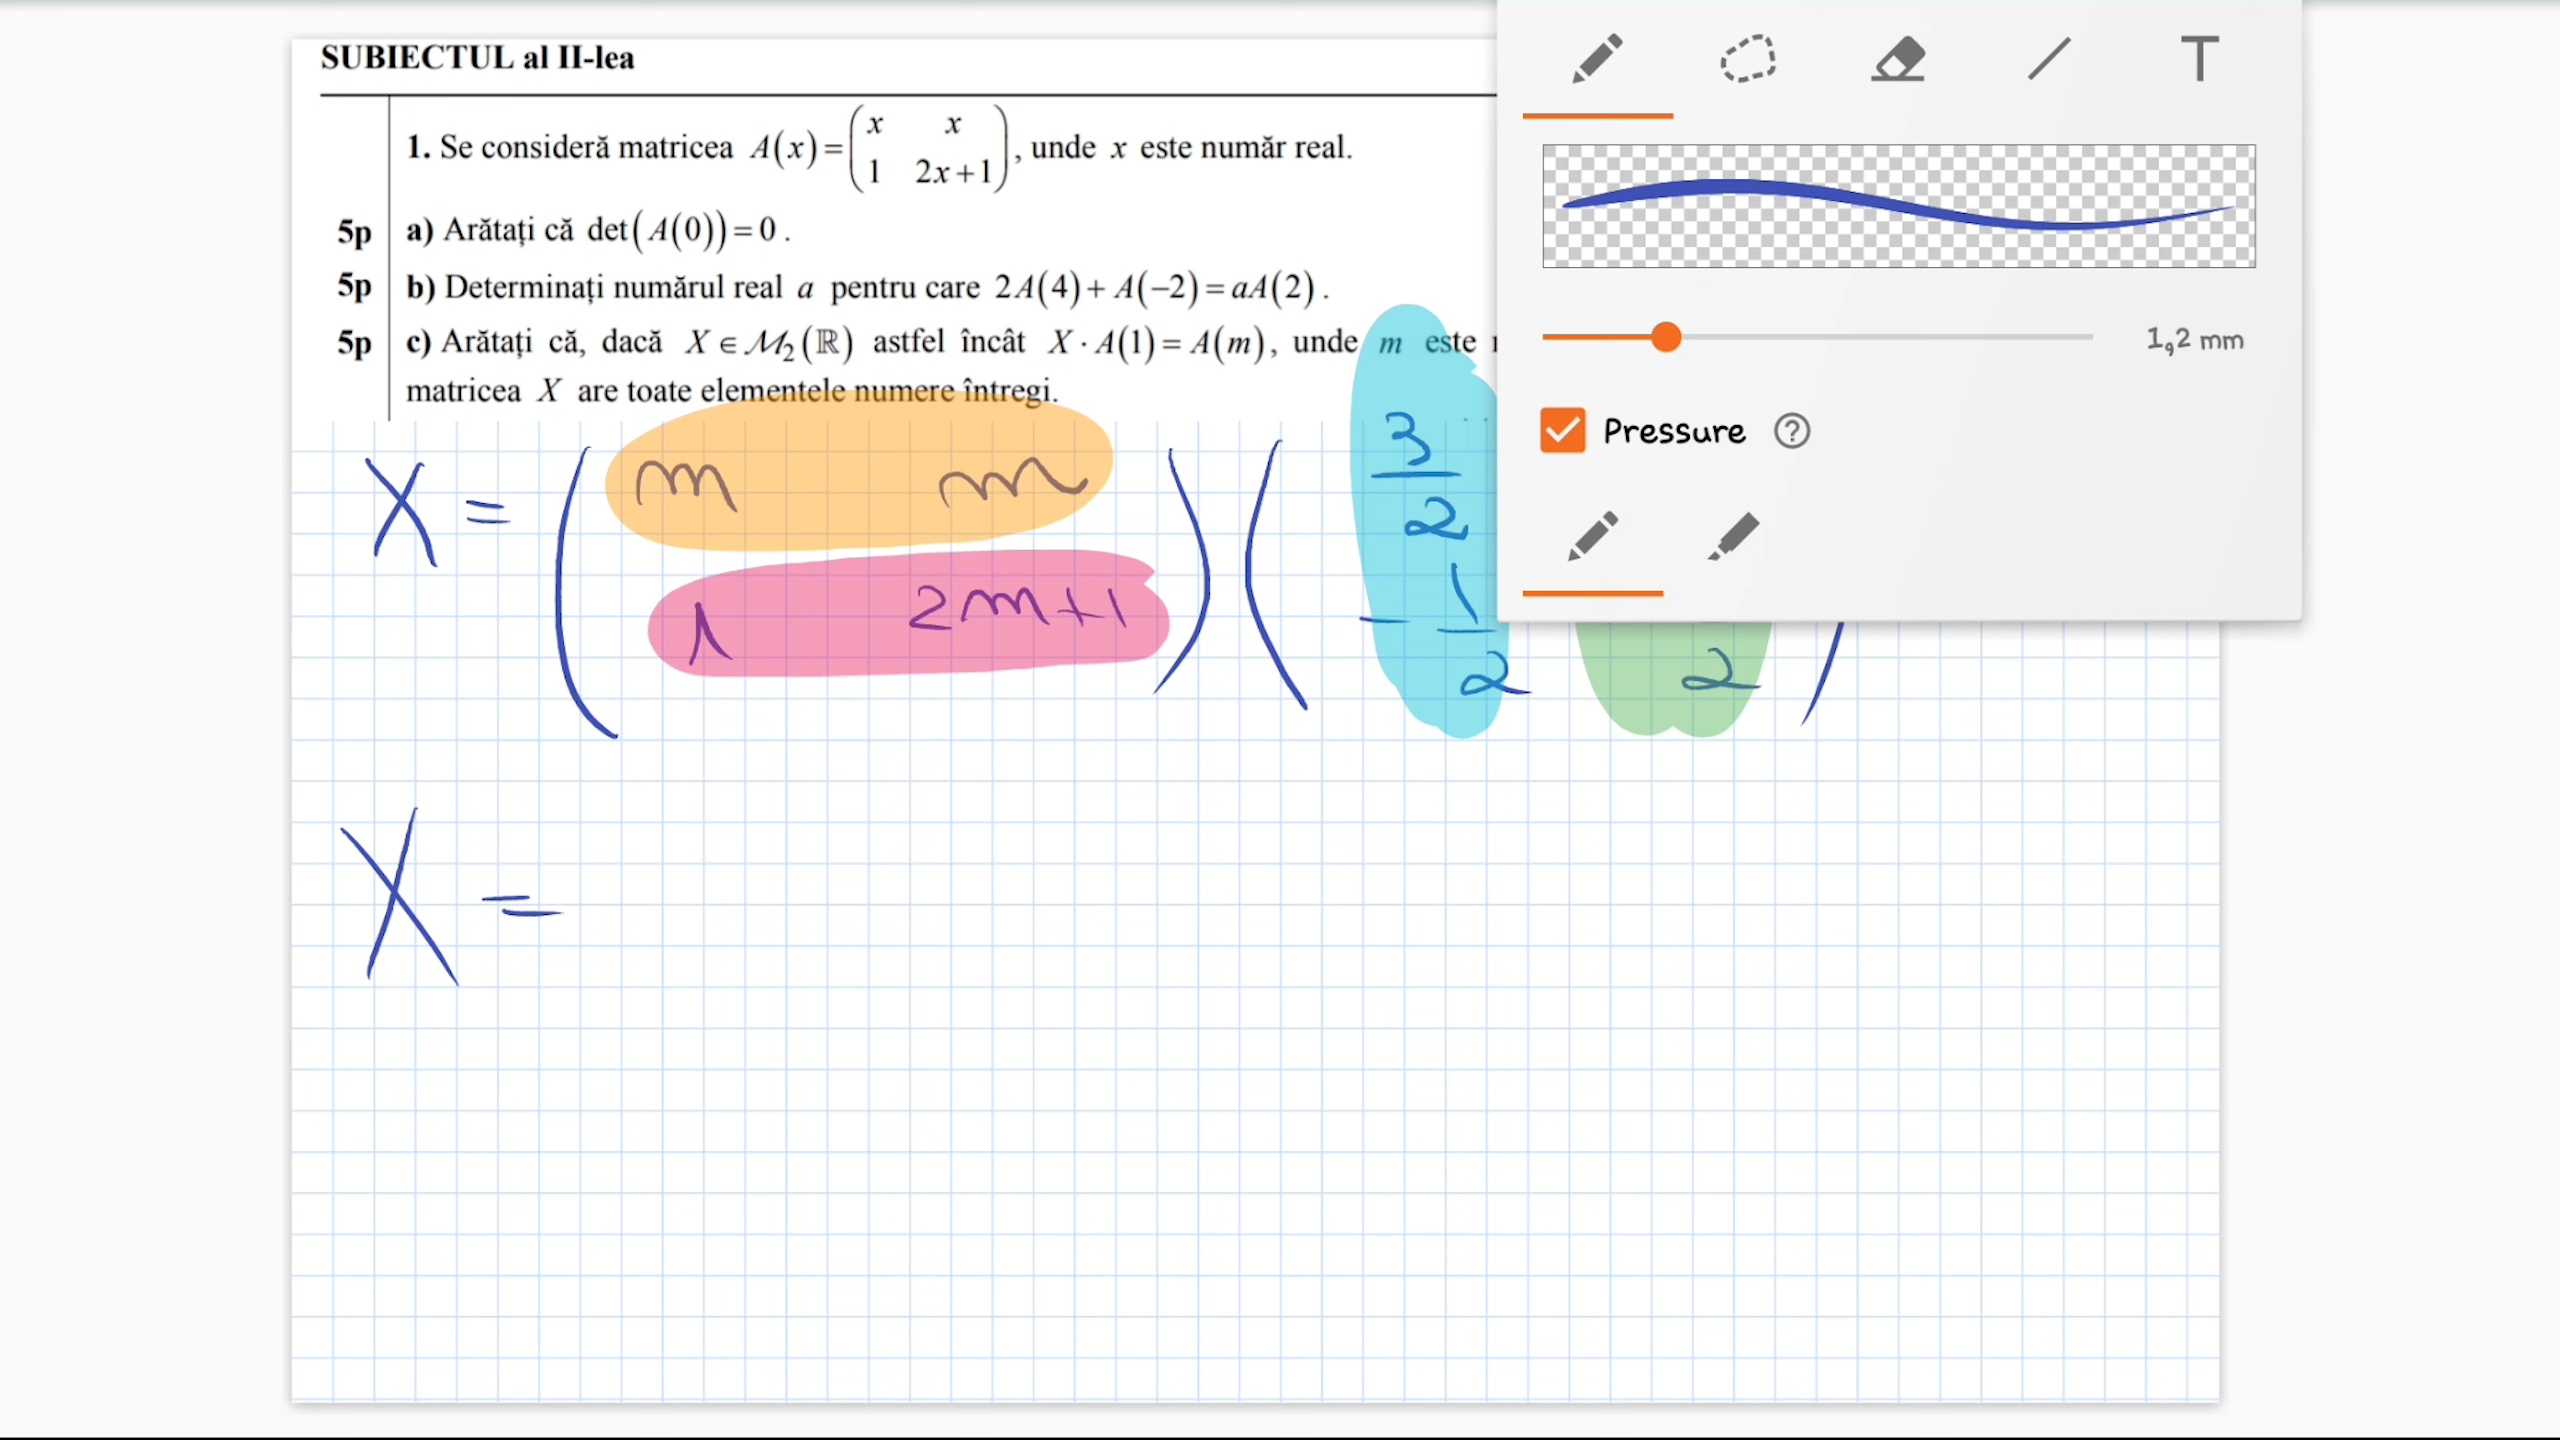 SUBIECTUL al II-lea
1. Se consideră matricea A(x)=(x x
1 2x+1), unde x este număr real.
5p a) Arătați că det(A(0))=0.
5p b) Determinați numărul real a pentru care 2A(4)+A(−2)=aA(2).
5p c) Arătați că, dacă X∈M₂(ℝ) astfel încât X·A(1)=A(m), unde m este
matricea X are toate elementele numere întregi.
X = (m m
1 2m+1)(3/2
-1/2 2)
X =
T
1,2 mm
Pressure ?